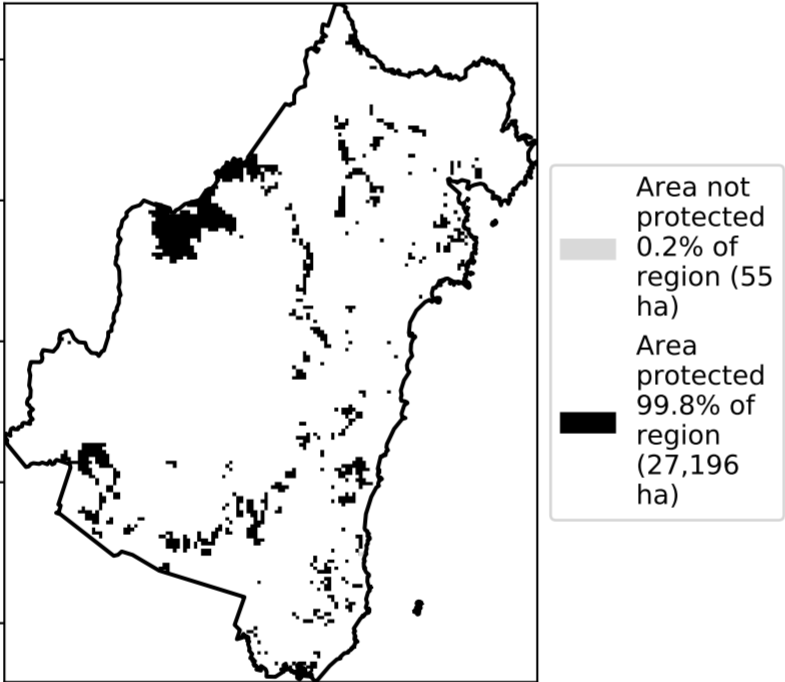 Area not
protected
0.2% of
region (55
ha)
Area
protected
99.8% of
region
(27,196
ha)